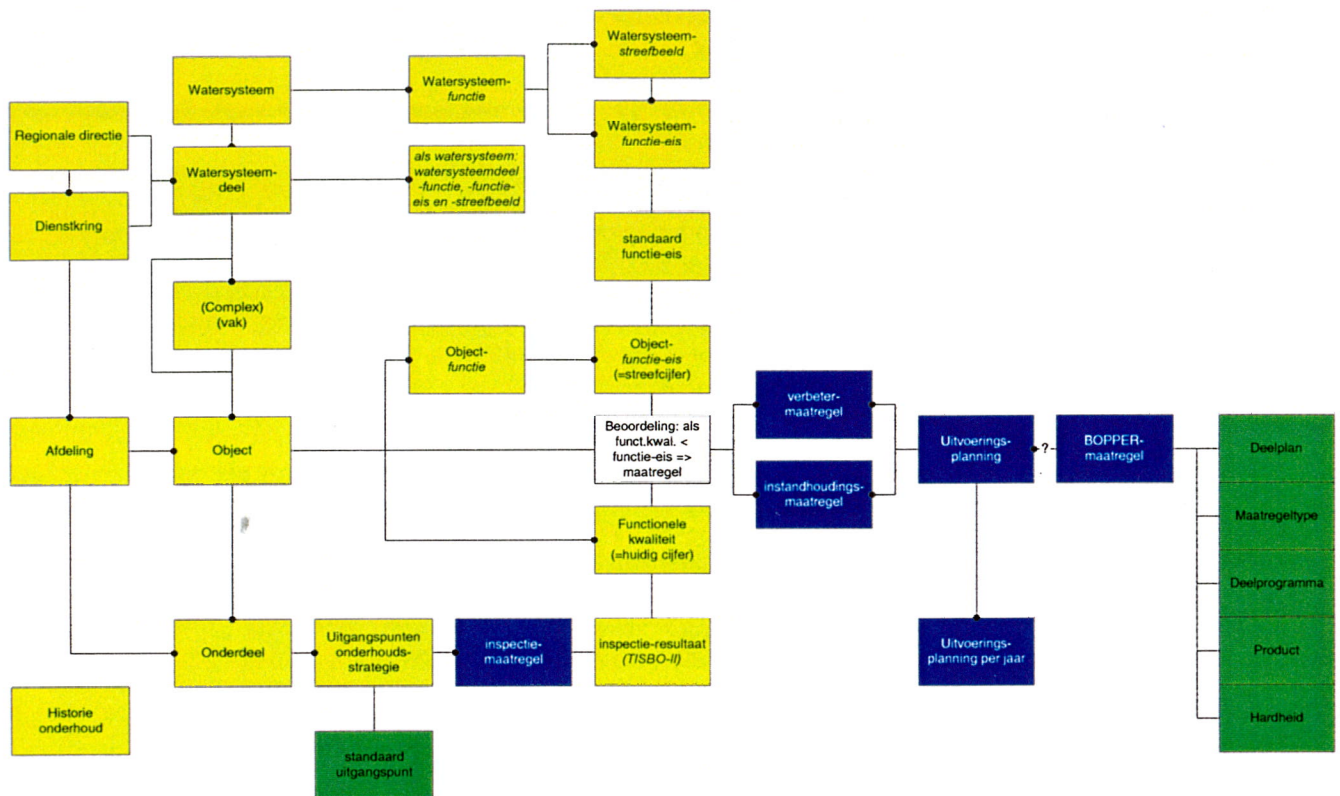 Watersysteem-
streefbeeld
Watersysteem
Watersysteem-
functie
Regionale directie
Watersysteem-
functie-eis
Watersysteem-
deel
als watersysteem:
watersysteemdeel
-functie, -functie-
eis en -streefbeeld
Dienstkring
standaard
functie-eis
(Complex)
(vak)
Object-
functie
Object-
functie-eis
(=streefcijfer)
verbeter-
maatregel
Afdeling
Object
Beoordeling: als
funct.kwal. <
functie-eis =>
maatregel
Uitvoerings-
planning
?
BOPPER-
maatregel
Deelplan
instandhoudings-
maatregel
Maatregeltype
Functionele
kwaliteit
(=huidig cijfer)
Deelprogramma
Onderdeel
Uitgangspunten
onderhouds-
strategie
inspectie-
maatregel
inspectie-resultaat
(TISBO-II)
Uitvoerings-
planning per jaar
Product
Historie
onderhoud
Hardheid
standaard
uitgangspunt